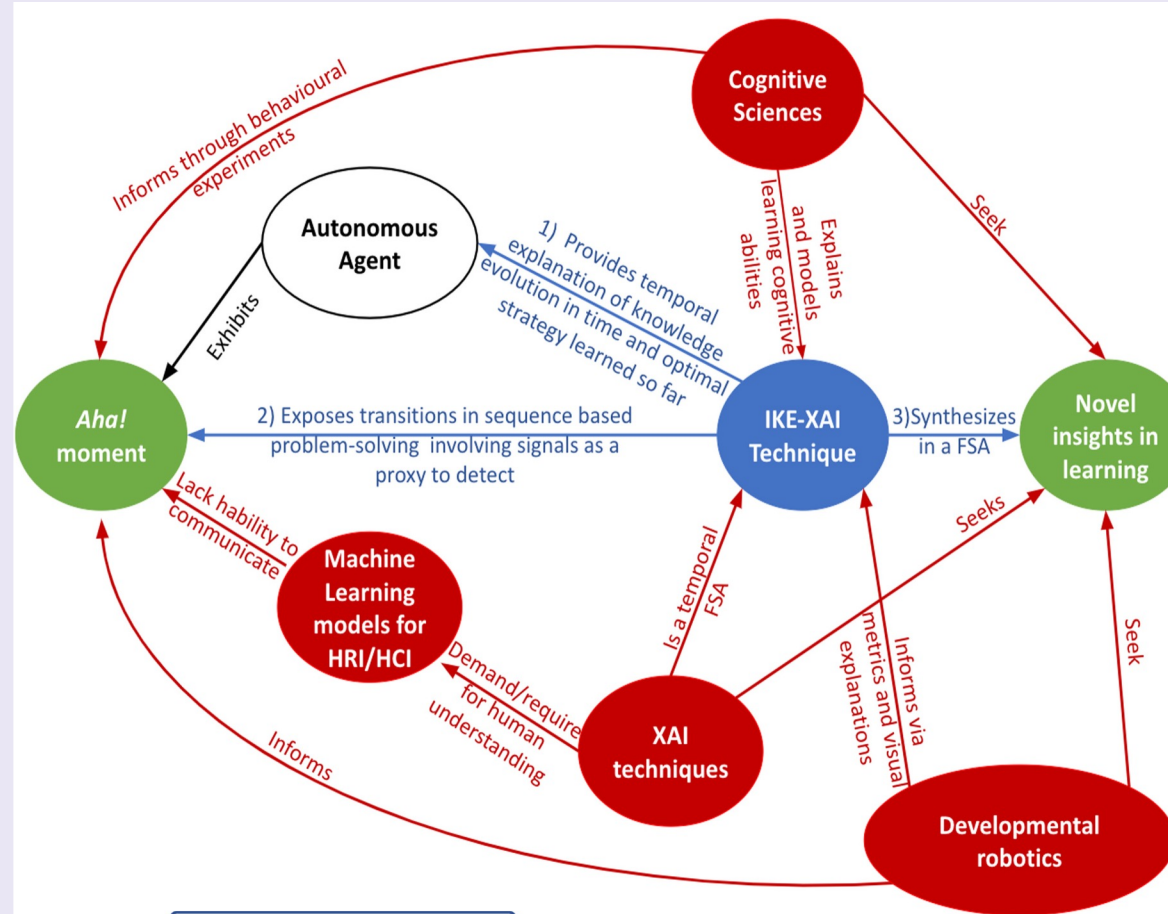 Cognitive
Sciences
Informs through behavioural
experiments
Autonomous
Agent
1) Provides temporal
explanation of knowledge
evolution in time and optimal
strategy learned so far
Explains
and models
learning cognitive
abilities
Seek
Exhibits
Aha!
moment
2) Exposes transitions in sequence based
problem-solving involving signals as a
proxy to detect
IKE-XAI
Technique
3)Synthesizes
in a FSA
Novel
insights in
learning
Lack hability to
communicate
Machine
Learning
models for
HRI/HCI
Is a temporal
FSA
Seeks
Demand/require
for human
understanding
XAI
techniques
Informs via
metrics and visual
explanations
Seek
Informs
Developmental
robotics